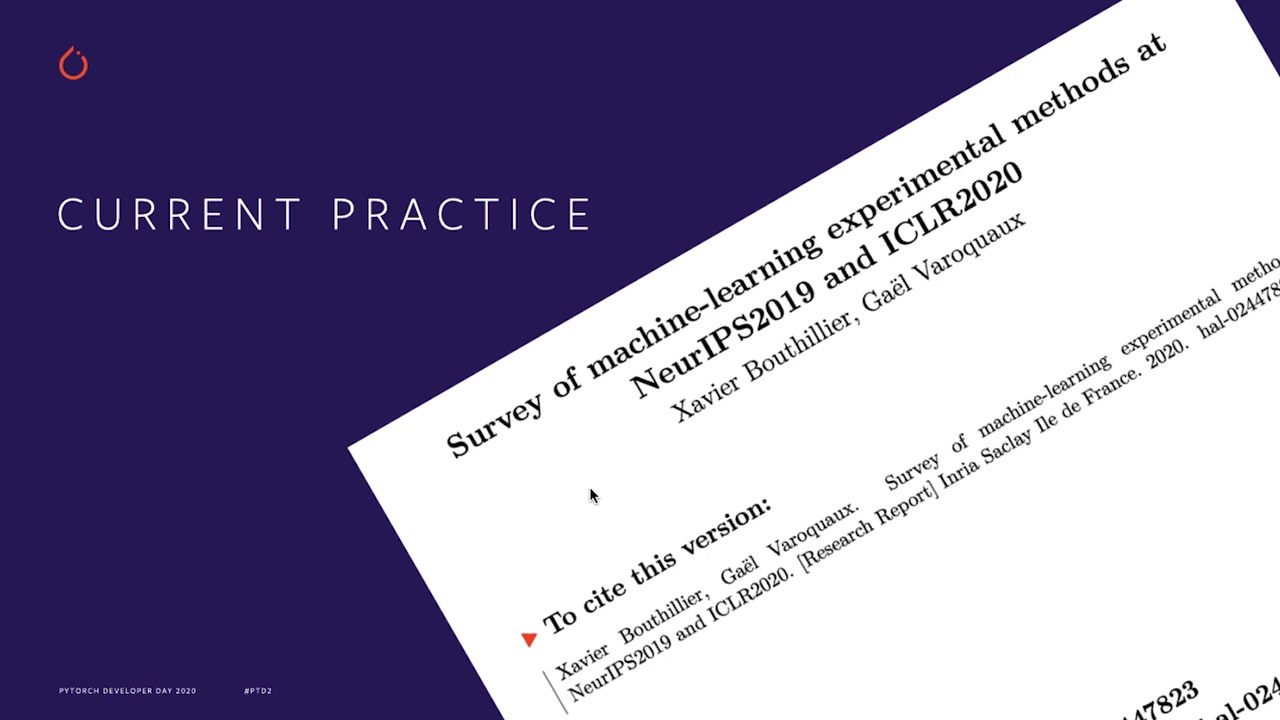 CURRENT PRACTICE
Survey of machine-learning experimental methods at
NeurIPS2019 and ICLR2020
Xavier Bouthillier, Gaël Varoquaux
To cite this version:
Xavier Bouthillier, Gaël Varoquaux. Survey of machine-learning experimental
NeurIPS2019 and ICLR2020. [Research Report] Inria Saclay Ile de France. 2020.
PYTORCH DEVELOPER DAY 2020
#PTD2